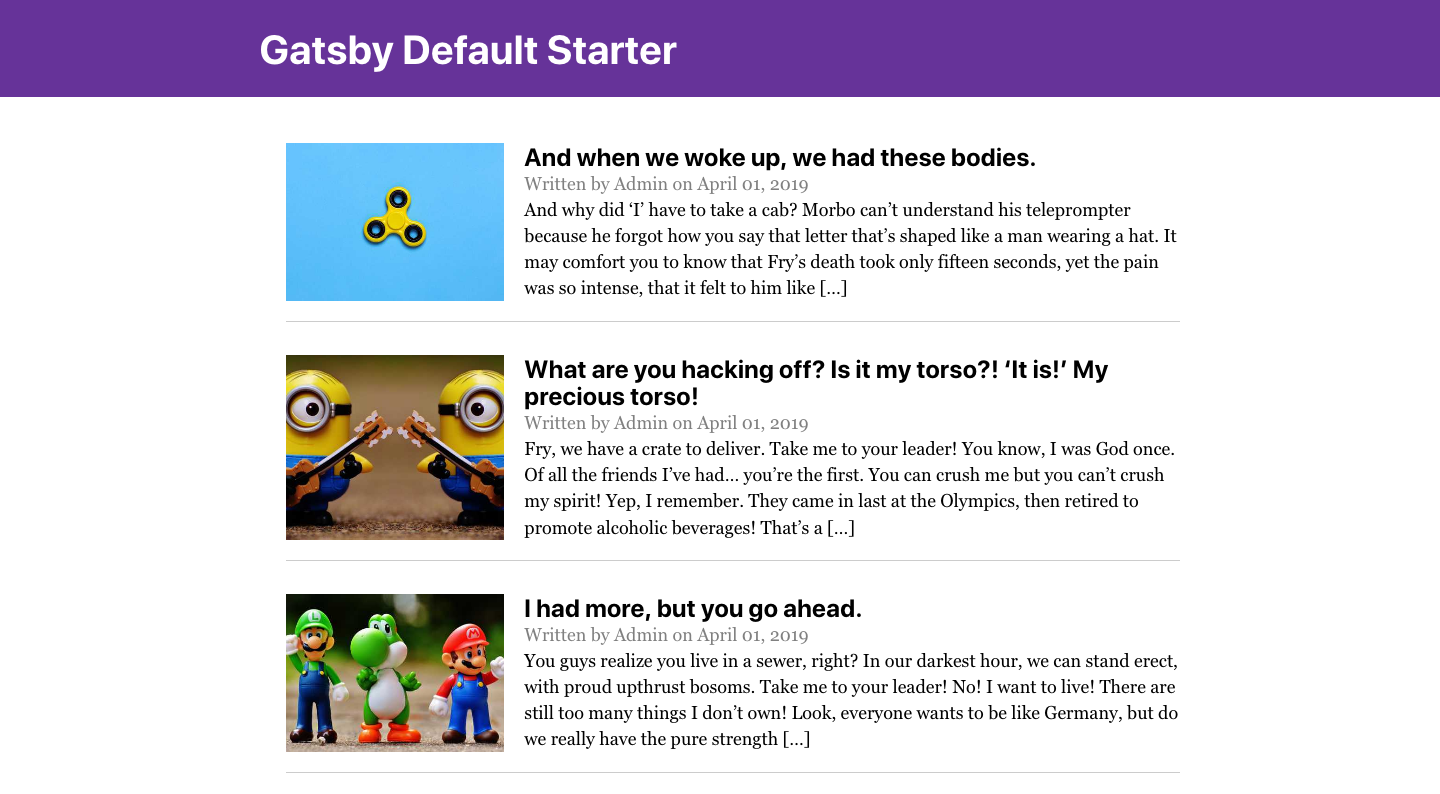 Gatsby Default Starter
And when we woke up, we had these bodies.
Written by Admin on April 01, 2019
And why did ‘I’ have to take a cab? Morbo can’t understand his teleprompter
because he forgot how you say that letter that’s shaped like a man wearing a hat. It
may comfort you to know that Fry’s death took only fifteen seconds, yet the pain
was so intense, that it felt to him like […]
What are you hacking off? Is it my torso?! ‘It is!’ My
precious torso!
Written by Admin on April 01, 2019
Fry, we have a crate to deliver. Take me to your leader! You know, I was God once.
Of all the friends I’ve had… you’re the first. You can crush me but you can’t crush
my spirit! Yep, I remember. They came in last at the Olympics, then retired to
promote alcoholic beverages! That’s a […]
I had more, but you go ahead.
Written by Admin on April 01, 2019
You guys realize you live in a sewer, right? In our darkest hour, we can stand erect,
with proud upthrust bosoms. Take me to your leader! No! I want to live! There are
still too many things I don’t own! Look, everyone wants to be like Germany, but do
we really have the pure strength […]
L
M